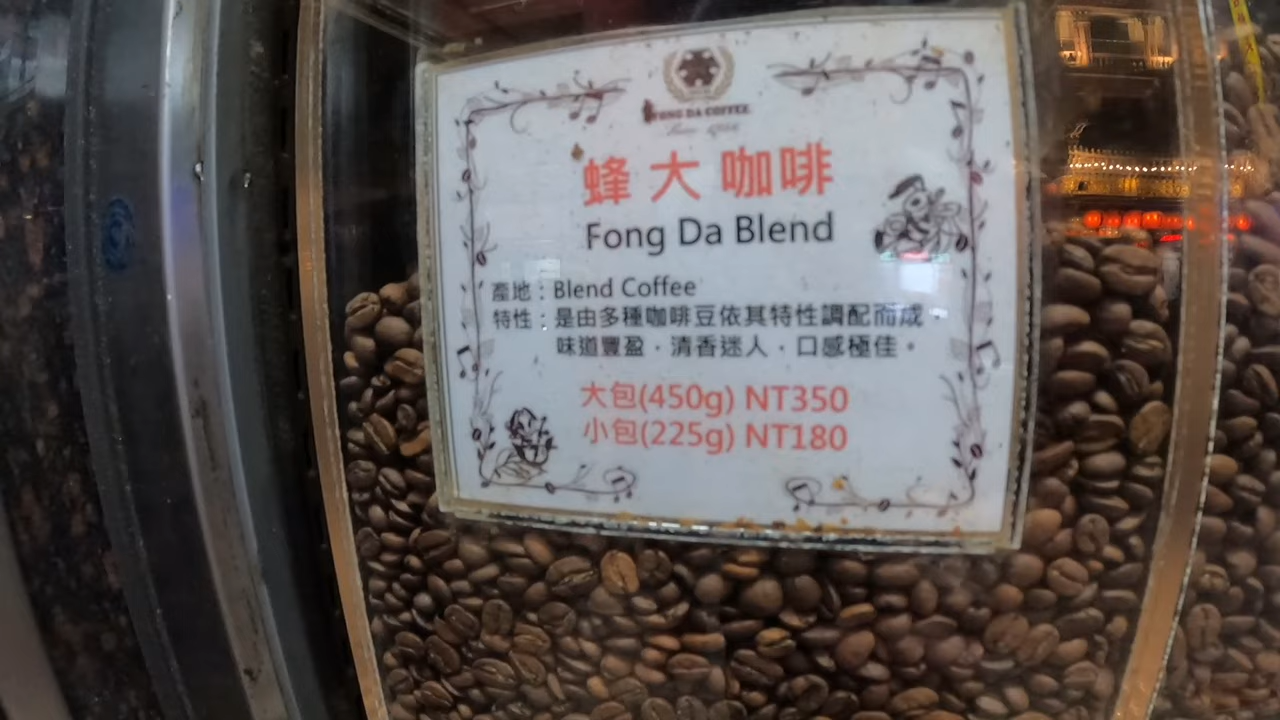 FONG DA COFFEE
蜂大咖啡
Fong Da Blend
產地：Blend Coffee
特性：是由多種咖啡豆依其特性調配而成，
味道豐盈，清香迷人，口感極佳。
大包(450g) NT350
小包(225g) NT180